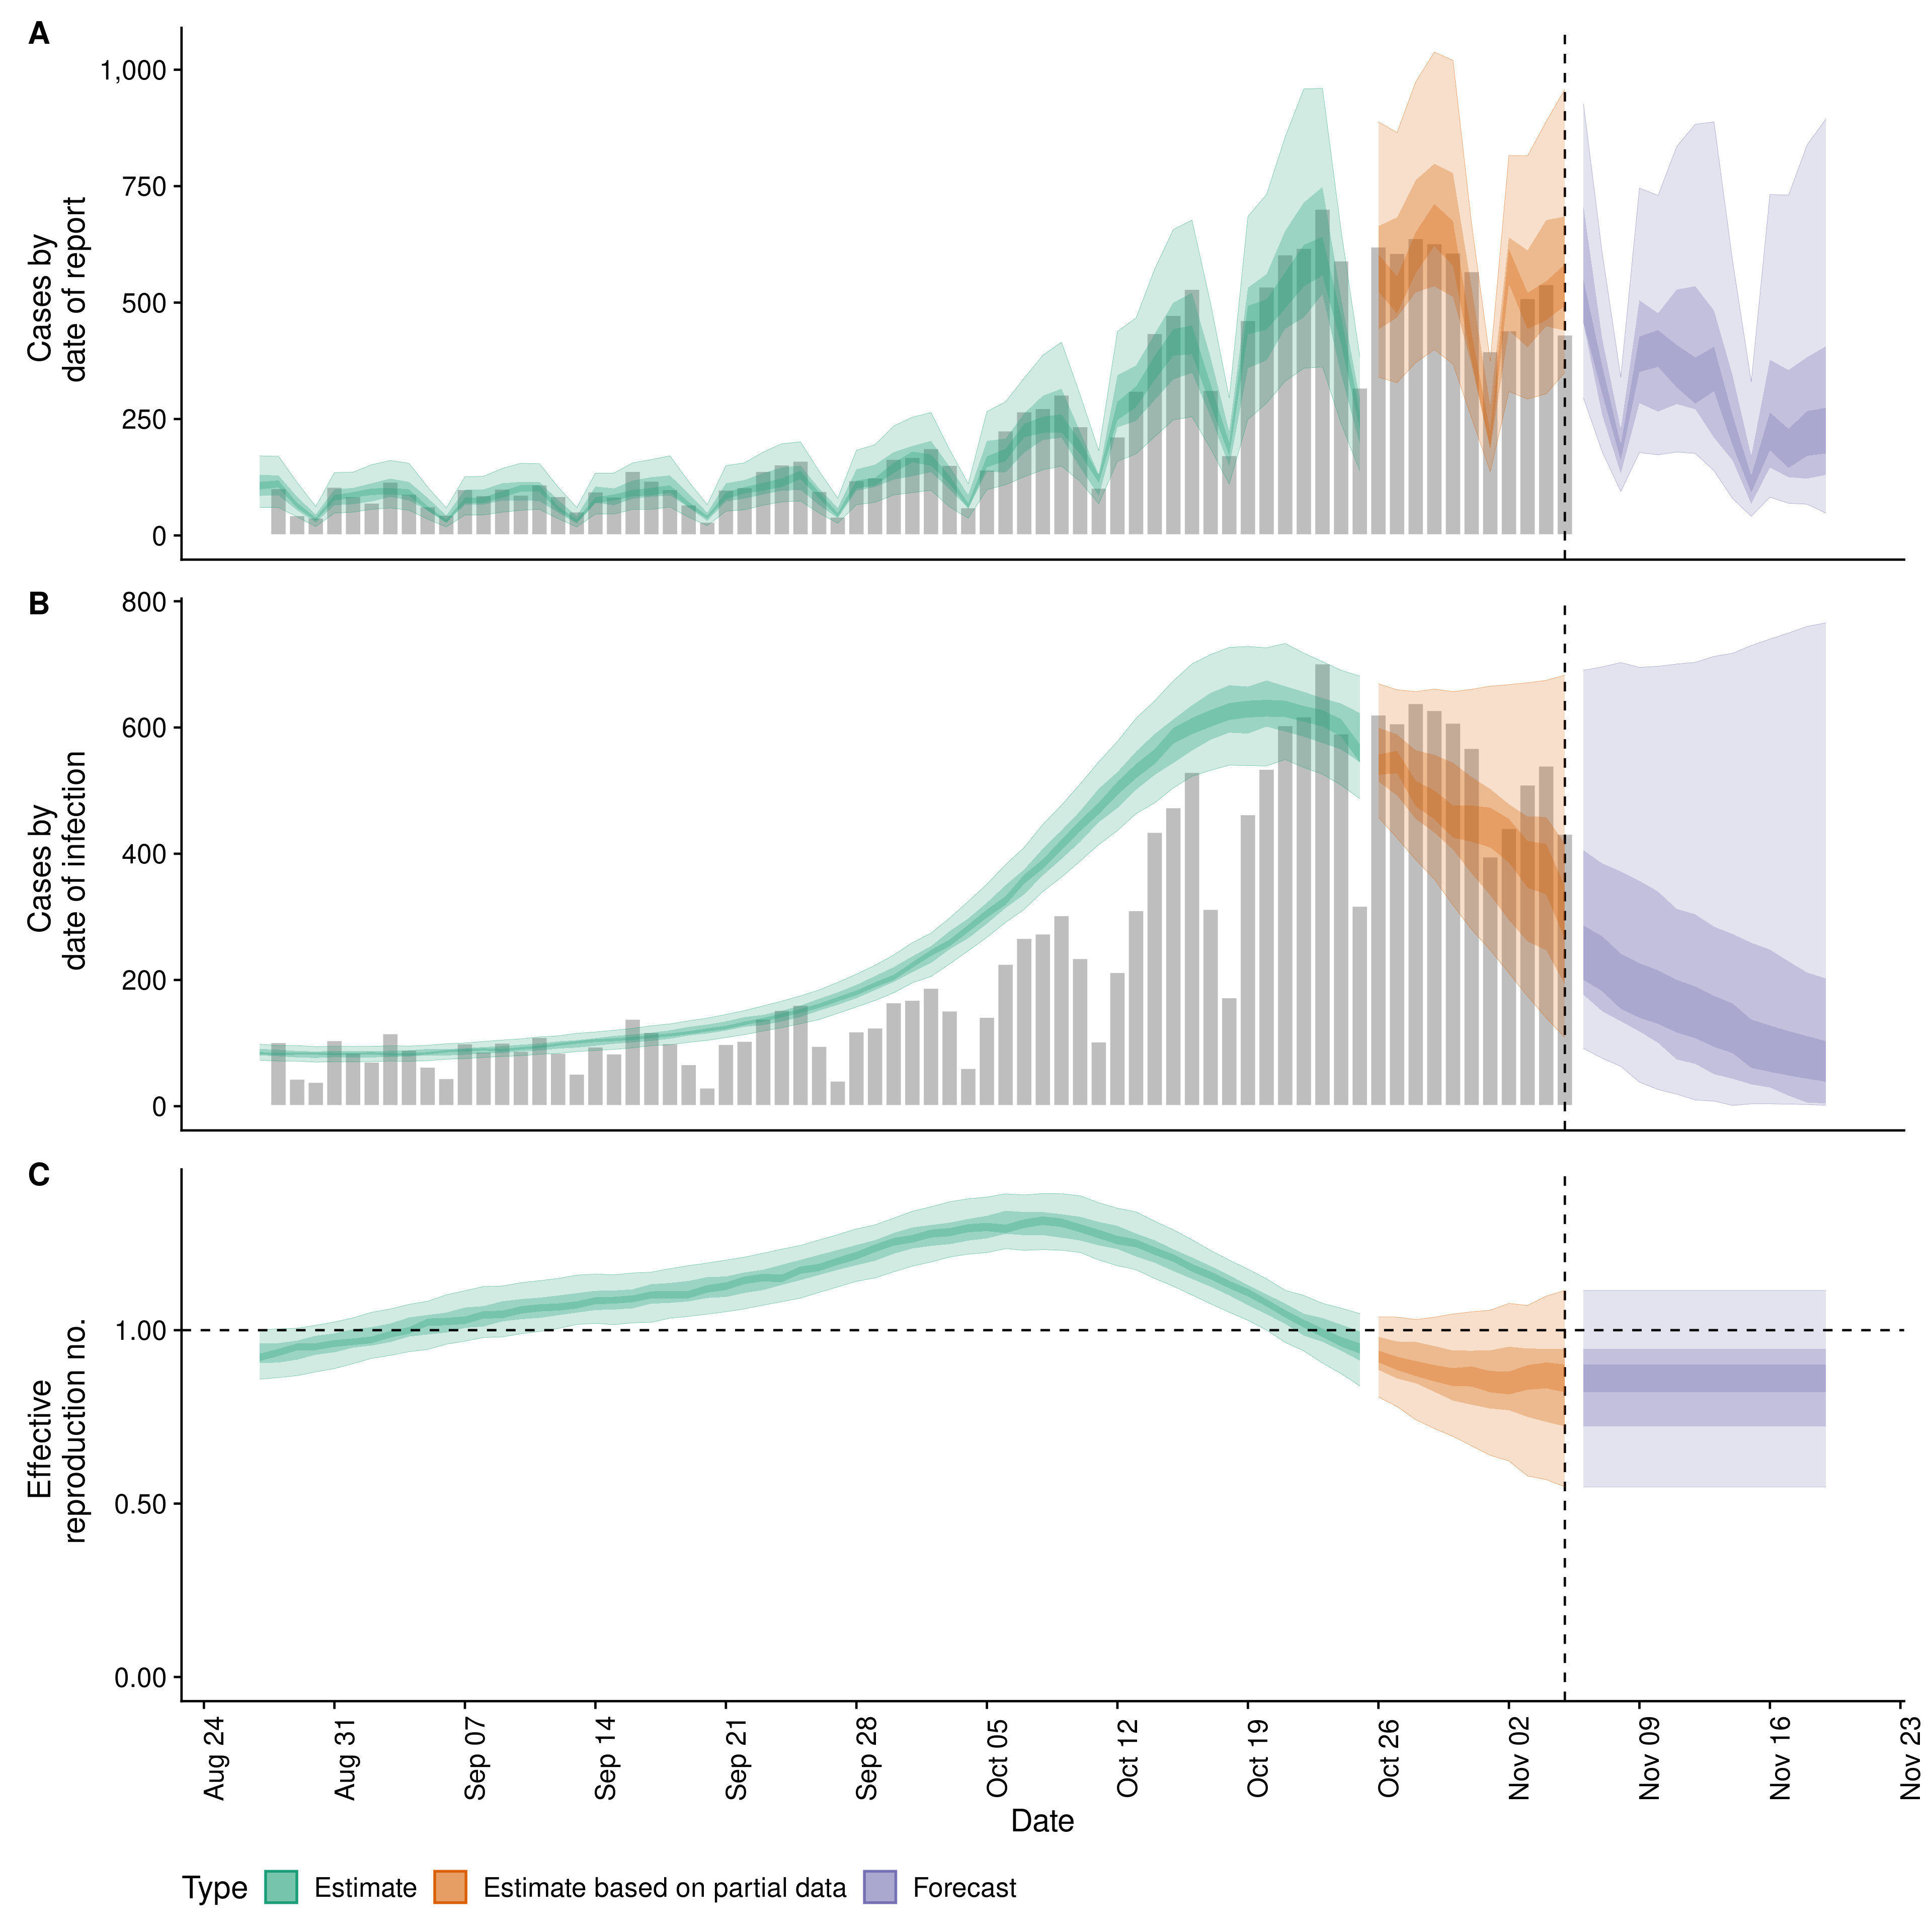 A
1,000
750
500
250
0
Cases by
date of report
B
800
600
400
200
0
Cases by
date of infection
C
1.00
0.50
0.00
Effective
reproduction no.
Aug 24
Aug 31
Sep 07
Sep 14
Sep 21
Sep 28
Oct 05
Oct 12
Oct 19
Oct 26
Nov 02
Nov 09
Nov 16
Nov 23
Date
Type Estimate Estimate based on partial data Forecast